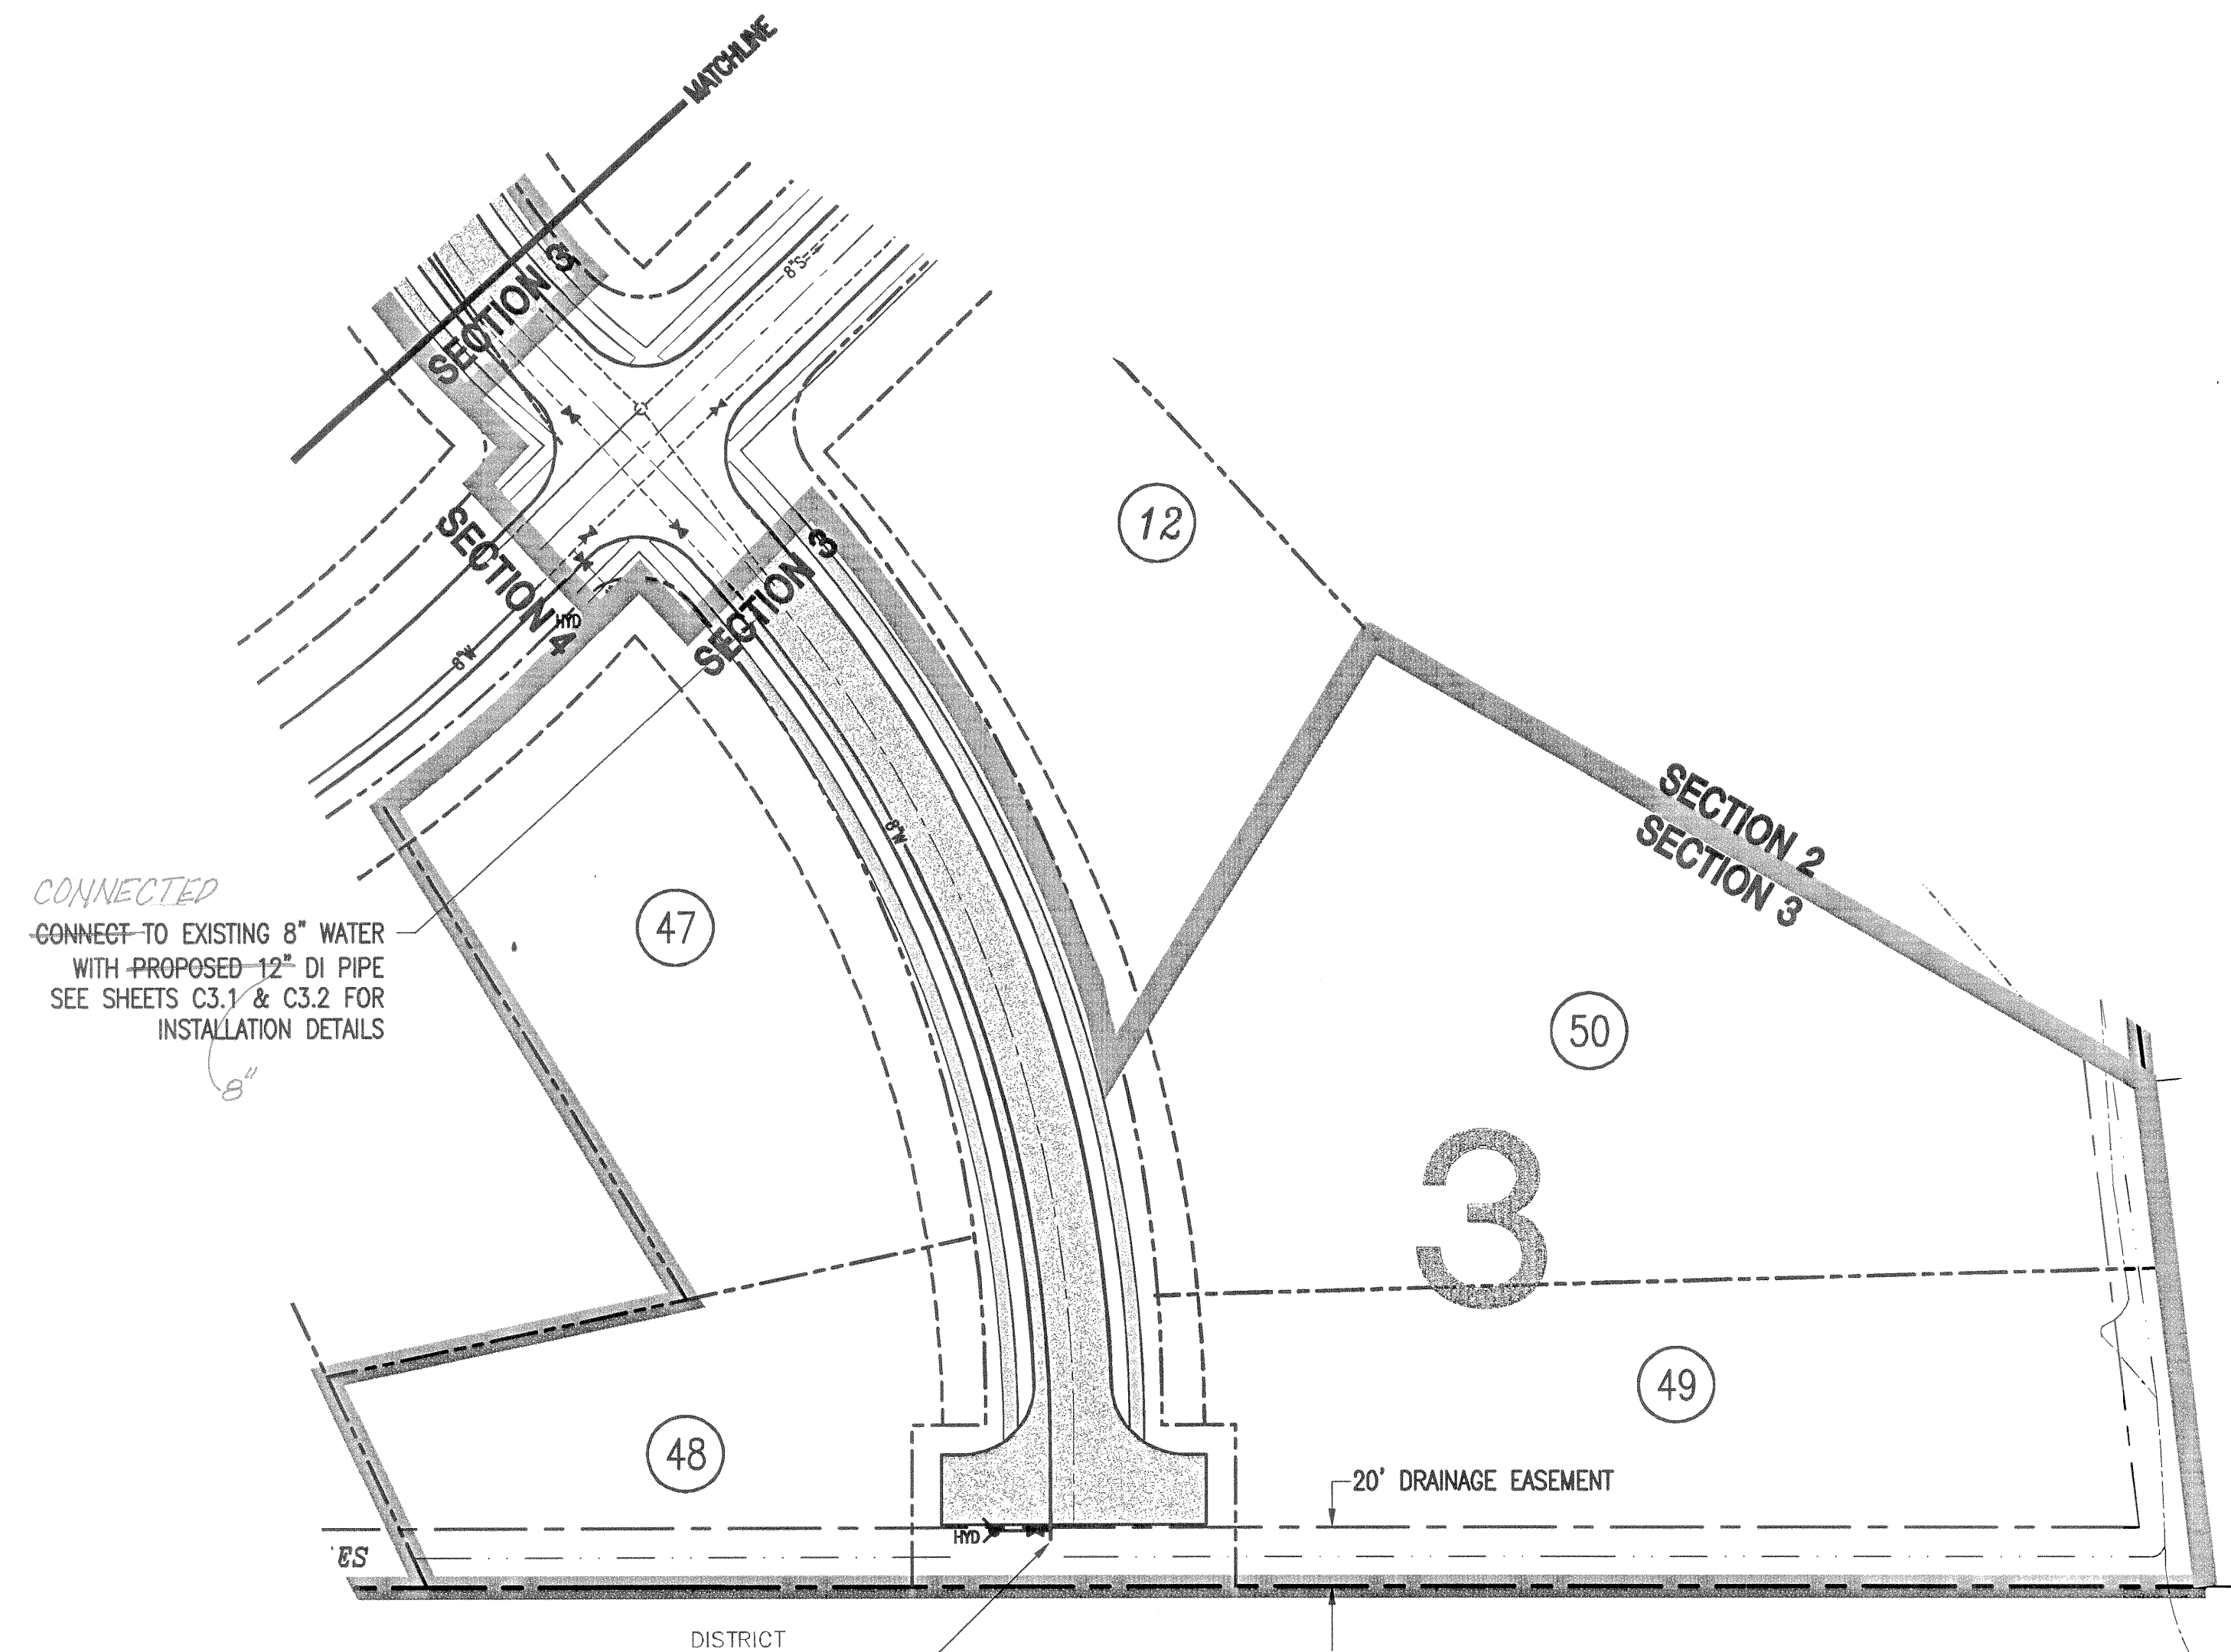 MATCHLINE
SECTION 3
8"S
12
SECTION 4
HYD
SECTION 3
8"W
8"W
SECTION 2
SECTION 3
CONNECTED
CONNECT TO EXISTING 8" WATER
WITH PROPOSED 12" DI PIPE
SEE SHEETS C3.1 & C3.2 FOR
INSTALLATION DETAILS
8"
47
50
3
49
48
20' DRAINAGE EASEMENT
HYD
ES
DISTRICT